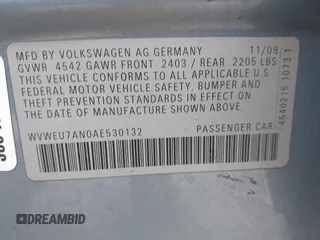 MFD BY VOLKSWAGEN AG GERMANY 11/09
GVWR 4542 GAWR FRONT 2403 / REAR 2205 LBS
THIS VEHICLE CONFORMS TO ALL APPLICABLE U S
FEDERAL MOTOR VEHICLE SAFETY, BUMPER AND
THEFT PREVENTION STANDARDS IN EFFECT ON THE
DATE OF MANUFACTURE SHOWN ABOVE
WVWEU7AN0AE530132 PASSENGER CAR
4540215 1073 1
DREAMBID